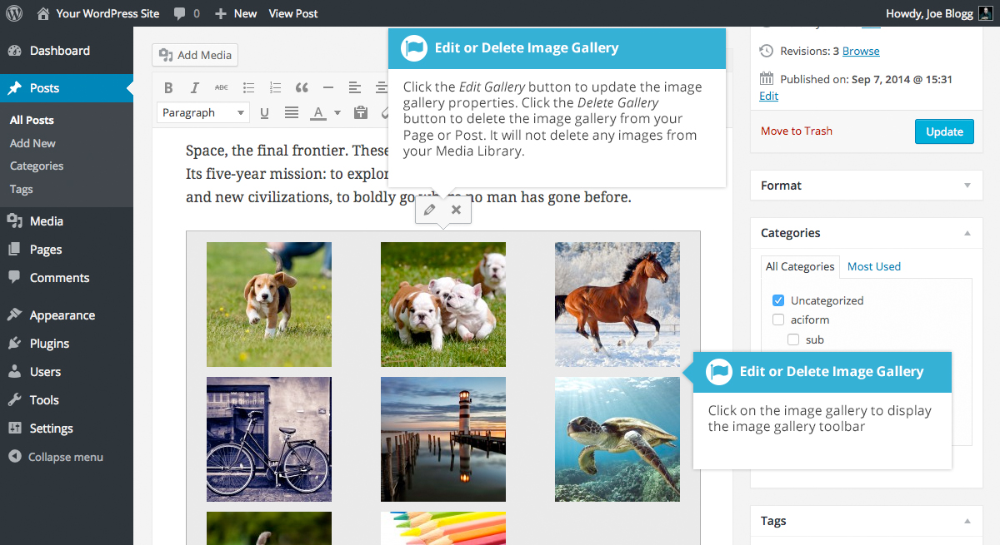 Your WordPress Site
0
New
View Post
Howdy, Joe Blogg
Dashboard
Posts
All Posts
Add New
Categories
Tags
Media
Pages
Comments
Appearance
Plugins
Users
Tools
Settings
Collapse menu
Add Media
B I ABC
Paragraph
U
A
Space, the final frontier. These
Its five-year mission: to explor
and new civilizations, to boldly go where no man has gone before.
Edit or Delete Image Gallery
Click the Edit Gallery button to update the image
gallery properties. Click the Delete Gallery
button to delete the image gallery from your
Page or Post. It will not delete any images from
your Media Library.
Revisions: 3 Browse
Published on: Sep 7, 2014 @ 15:31
Edit
Move to Trash
Update
Format
Categories
All Categories
Most Used
Uncategorized
aciform
sub
Edit or Delete Image Gallery
Click on the image gallery to display
the image gallery toolbar
Tags